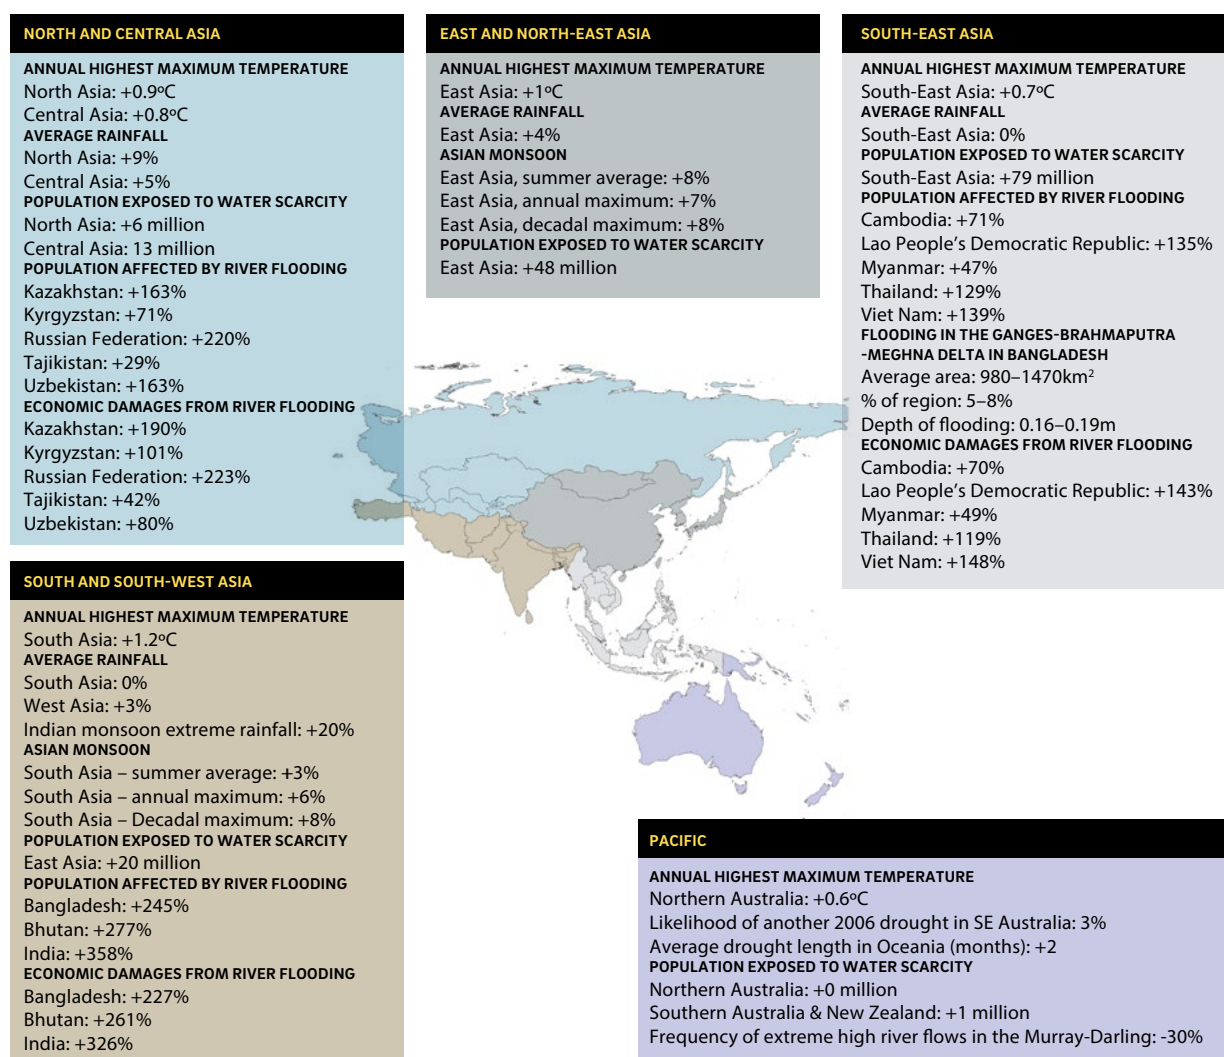 NORTH AND CENTRAL ASIA
ANNUAL HIGHEST MAXIMUM TEMPERATURE
North Asia: +0.9ºC
Central Asia: +0.8ºC
AVERAGE RAINFALL
North Asia: +9%
Central Asia: +5%
POPULATION EXPOSED TO WATER SCARCITY
North Asia: +6 million
Central Asia: 13 million
POPULATION AFFECTED BY RIVER FLOODING
Kazakhstan: +163%
Kyrgyzstan: +71%
Russian Federation: +220%
Tajikistan: +29%
Uzbekistan: +163%
ECONOMIC DAMAGES FROM RIVER FLOODING
Kazakhstan: +190%
Kyrgyzstan: +101%
Russian Federation: +223%
Tajikistan: +42%
Uzbekistan: +80%
EAST AND NORTH-EAST ASIA
ANNUAL HIGHEST MAXIMUM TEMPERATURE
East Asia: +1ºC
AVERAGE RAINFALL
East Asia: +4%
ASIAN MONSOON
East Asia, summer average: +8%
East Asia, annual maximum: +7%
East Asia, decadal maximum: +8%
POPULATION EXPOSED TO WATER SCARCITY
East Asia: +48 million
SOUTH-EAST ASIA
ANNUAL HIGHEST MAXIMUM TEMPERATURE
South-East Asia: +0.7ºC
AVERAGE RAINFALL
South-East Asia: 0%
POPULATION EXPOSED TO WATER SCARCITY
South-East Asia: +79 million
POPULATION AFFECTED BY RIVER FLOODING
Cambodia: +71%
Lao People's Democratic Republic: +135%
Myanmar: +47%
Thailand: +129%
Viet Nam: +139%
FLOODING IN THE GANGES-BRAHMAPUTRA
-MEGHNA DELTA IN BANGLADESH
Average area: 980–1470km²
% of region: 5–8%
Depth of flooding: 0.16–0.19m
ECONOMIC DAMAGES FROM RIVER FLOODING
Cambodia: +70%
Lao People's Democratic Republic: +143%
Myanmar: +49%
Thailand: +119%
Viet Nam: +148%
SOUTH AND SOUTH-WEST ASIA
ANNUAL HIGHEST MAXIMUM TEMPERATURE
South Asia: +1.2ºC
AVERAGE RAINFALL
South Asia: 0%
West Asia: +3%
Indian monsoon extreme rainfall: +20%
ASIAN MONSOON
South Asia – summer average: +3%
South Asia – annual maximum: +6%
South Asia – Decadal maximum: +8%
POPULATION EXPOSED TO WATER SCARCITY
East Asia: +20 million
POPULATION AFFECTED BY RIVER FLOODING
Bangladesh: +245%
Bhutan: +277%
India: +358%
ECONOMIC DAMAGES FROM RIVER FLOODING
Bangladesh: +227%
Bhutan: +261%
India: +326%
PACIFIC
ANNUAL HIGHEST MAXIMUM TEMPERATURE
Northern Australia: +0.6ºC
Likelihood of another 2006 drought in SE Australia: 3%
Average drought length in Oceania (months): +2
POPULATION EXPOSED TO WATER SCARCITY
Northern Australia: +0 million
Southern Australia & New Zealand: +1 million
Frequency of extreme high river flows in the Murray-Darling: -30%